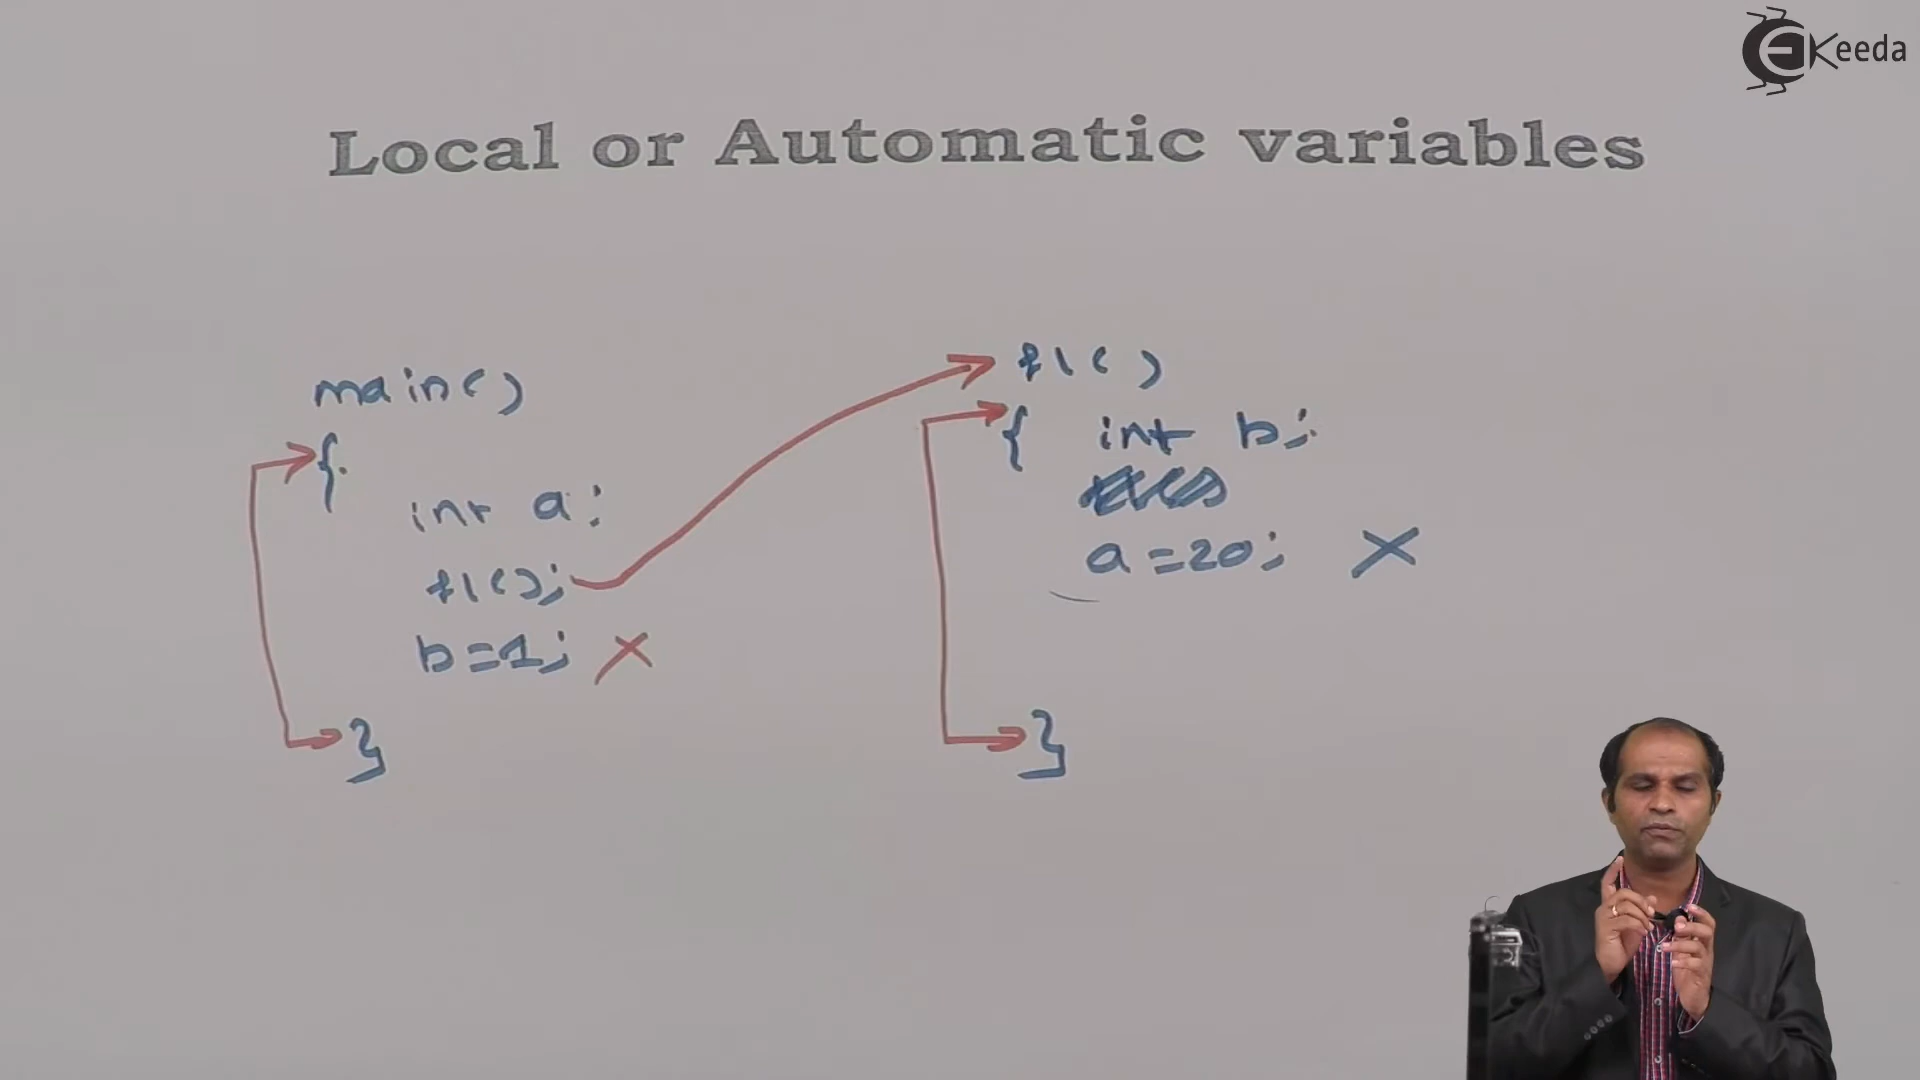 Keeda
Local or Automatic variables
main()
{
int a;
f1();
b=1; X
}
f1()
{ int b;
a=20; X
}